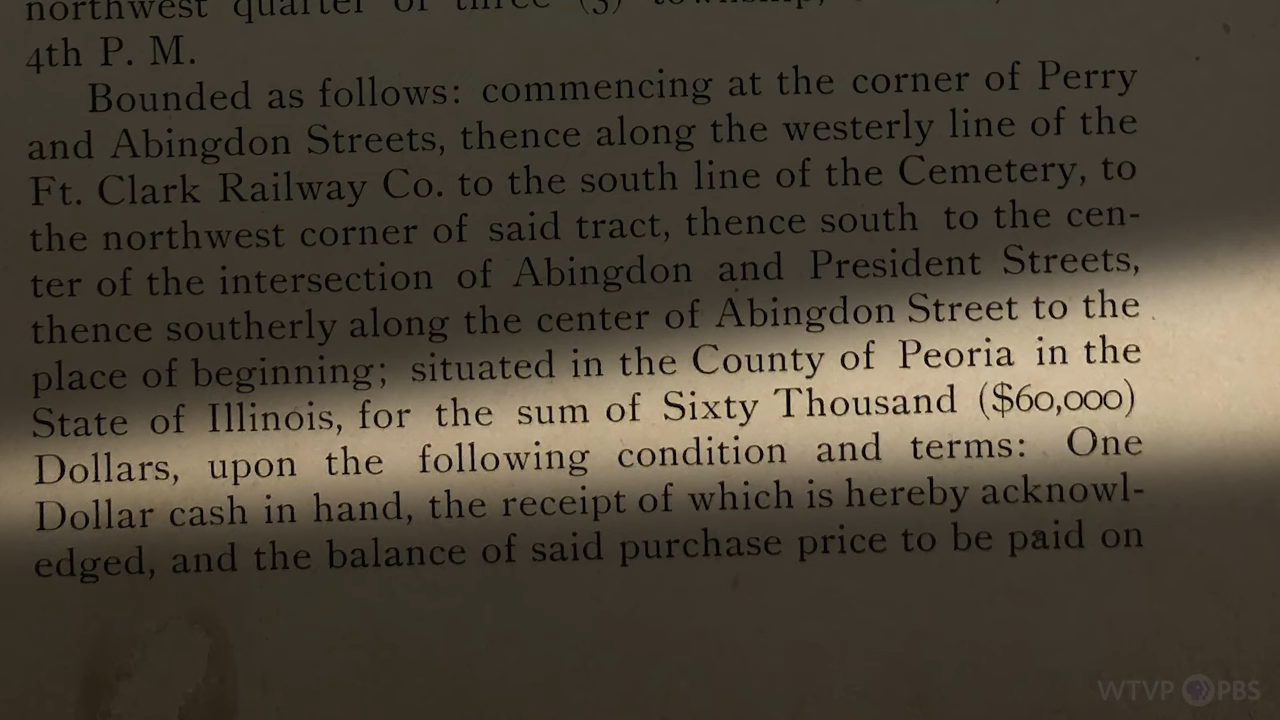 northwest quarter of three (3) township,
4th P. M.
Bounded as follows: commencing at the corner of Perry
and Abingdon Streets, thence along the westerly line of the
Ft. Clark Railway Co. to the south line of the Cemetery, to
the northwest corner of said tract, thence south to the cen-
ter of the intersection of Abingdon and President Streets,
thence southerly along the center of Abingdon Street to the
place of beginning; situated in the County of Peoria in the
State of Illinois, for the sum of Sixty Thousand ($60,000)
Dollars, upon the following condition and terms: One
Dollar cash in hand, the receipt of which is hereby acknowl-
edged, and the balance of said purchase price to be paid on
WTVP PBS